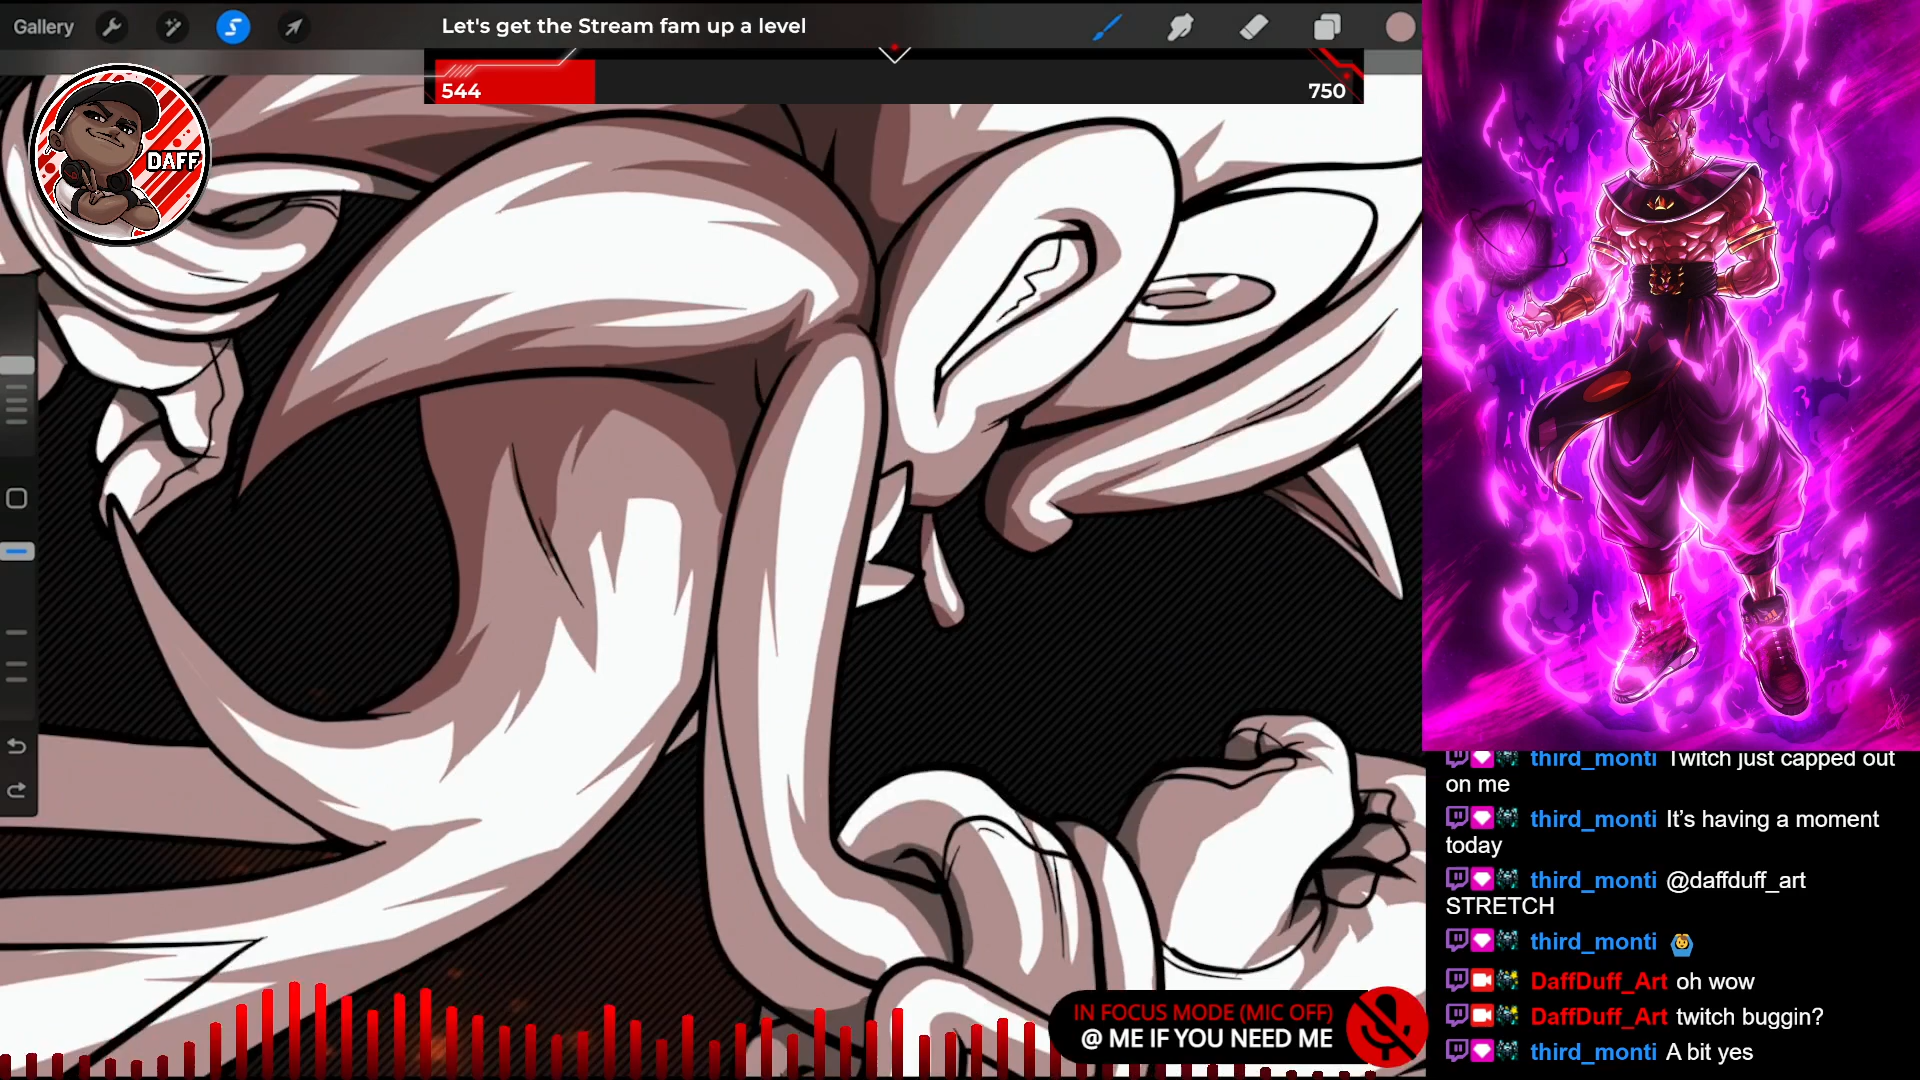 Gallery
Let's get the Stream fam up a level
544
750
DAFF
third_monti Twitch just capped out
on me
third_monti It's having a moment
today
third_monti @daffduff_art
STRETCH
third_monti
DaffDuff_Art oh wow
DaffDuff_Art twitch buggin?
third_monti A bit yes
IN FOCUS MODE (MIC OFF)
@ ME IF YOU NEED ME